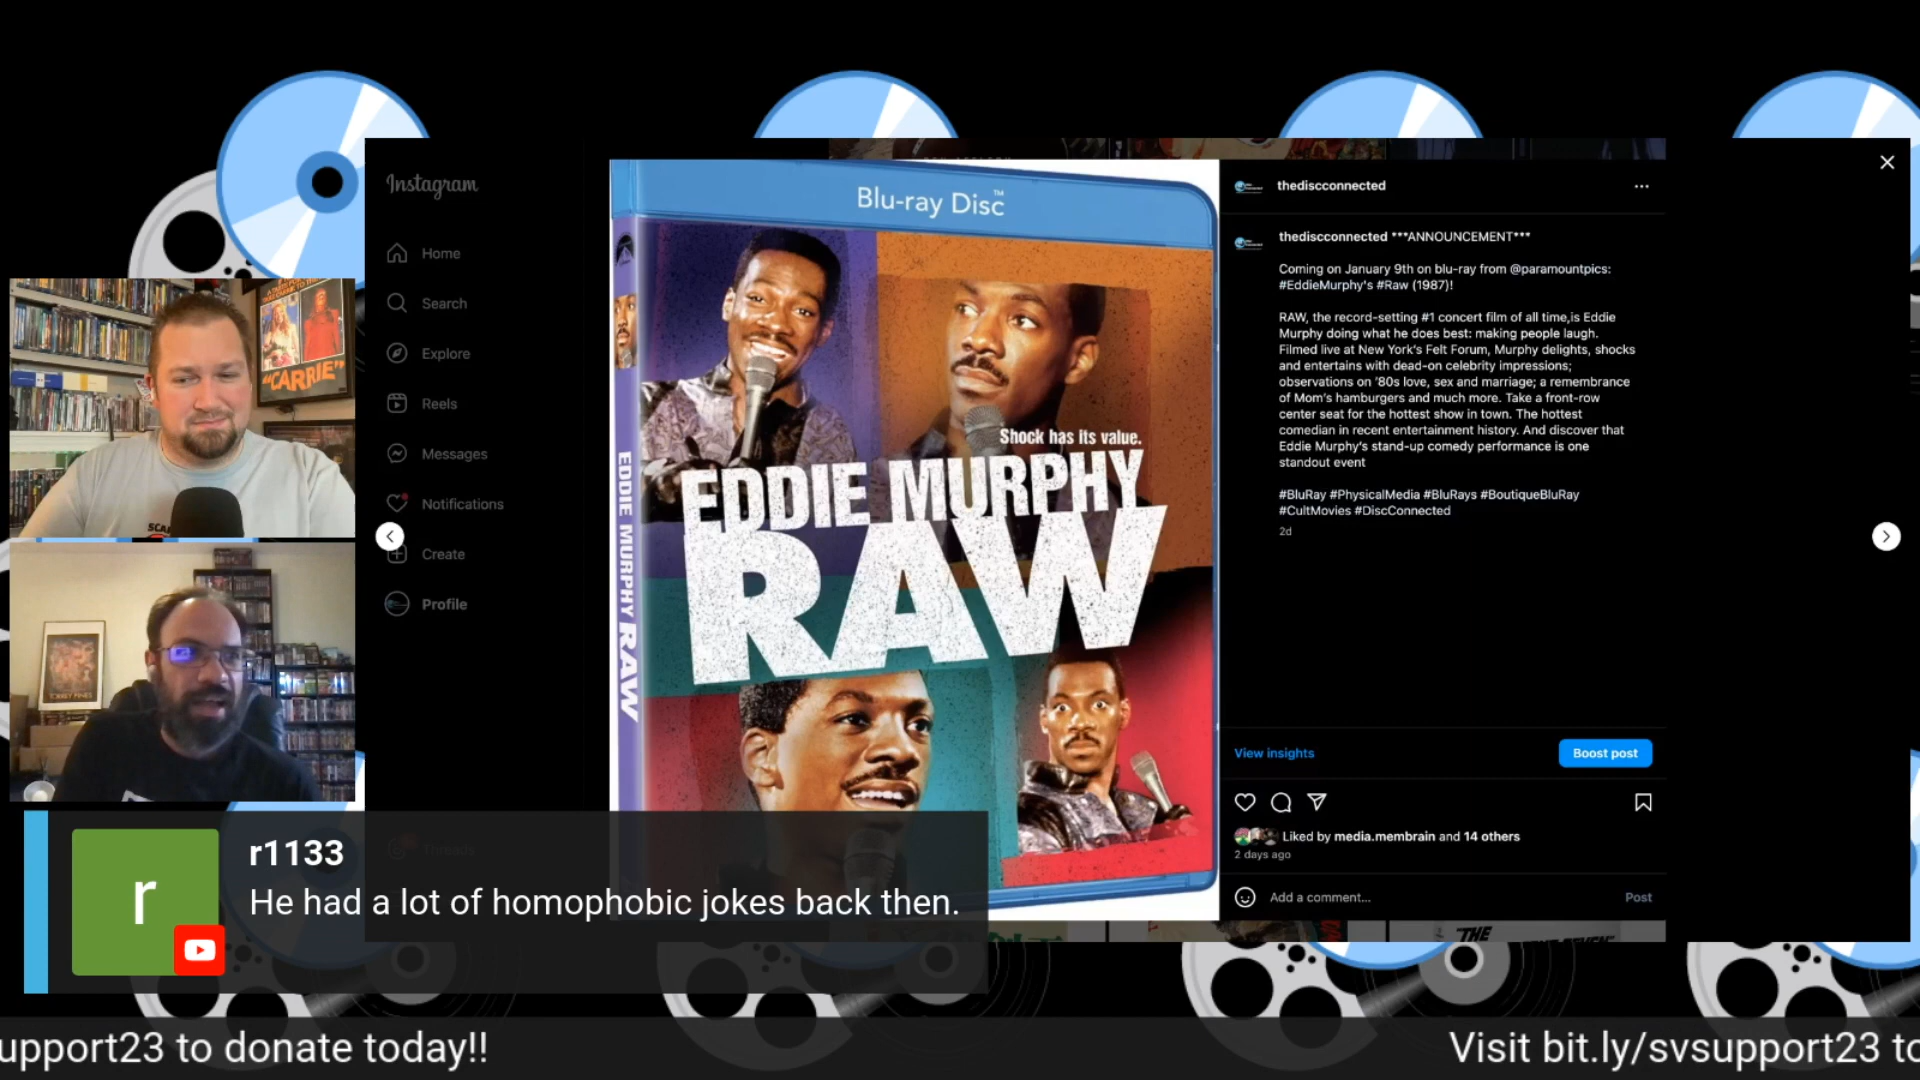 Instagram
Home
Search
Explore
Reels
Messages
Notifications
Create
Profile
Threads
"CARRIE"
TORREY PINES
Blu-ray Disc™
Shock has its value.
EDDIE MURPHY
RAW
EDDIE MURPHY RAW
thediscconnected
thediscconnected ***ANNOUNCEMENT***
Coming on January 9th on blu-ray from @paramountpics:
#EddieMurphy's #Raw (1987)!
RAW, the record-setting #1 concert film of all time,is Eddie
Murphy doing what he does best: making people laugh.
Filmed live at New York's Felt Forum, Murphy delights, shocks
and entertains with dead-on celebrity impressions;
observations on '80s love, sex and marriage; a remembrance
of Mom's hamburgers and much more. Take a front-row
center seat for the hottest show in town. The hottest
comedian in recent entertainment history. And discover that
Eddie Murphy's stand-up comedy performance is one
standout event
#BluRay #PhysicalMedia #BluRays #BoutiqueBluRay
#CultMovies #DiscConnected
2d
View insights
Boost post
Liked by media.membrain and 14 others
2 days ago
Add a comment...
Post
THE
r
r1133
He had a lot of homophobic jokes back then.
upport23 to donate today!!
Visit bit.ly/svsupport23 to